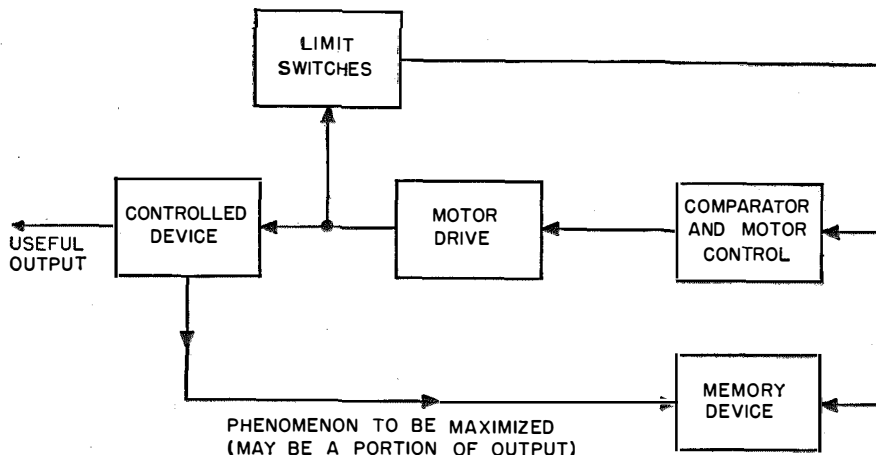 LIMIT
SWITCHES
CONTROLLED
DEVICE
MOTOR
DRIVE
COMPARATOR
AND MOTOR
CONTROL
USEFUL
OUTPUT
MEMORY
DEVICE
PHENOMENON TO BE MAXIMIZED
(MAY BE A PORTION OF OUTPUT)